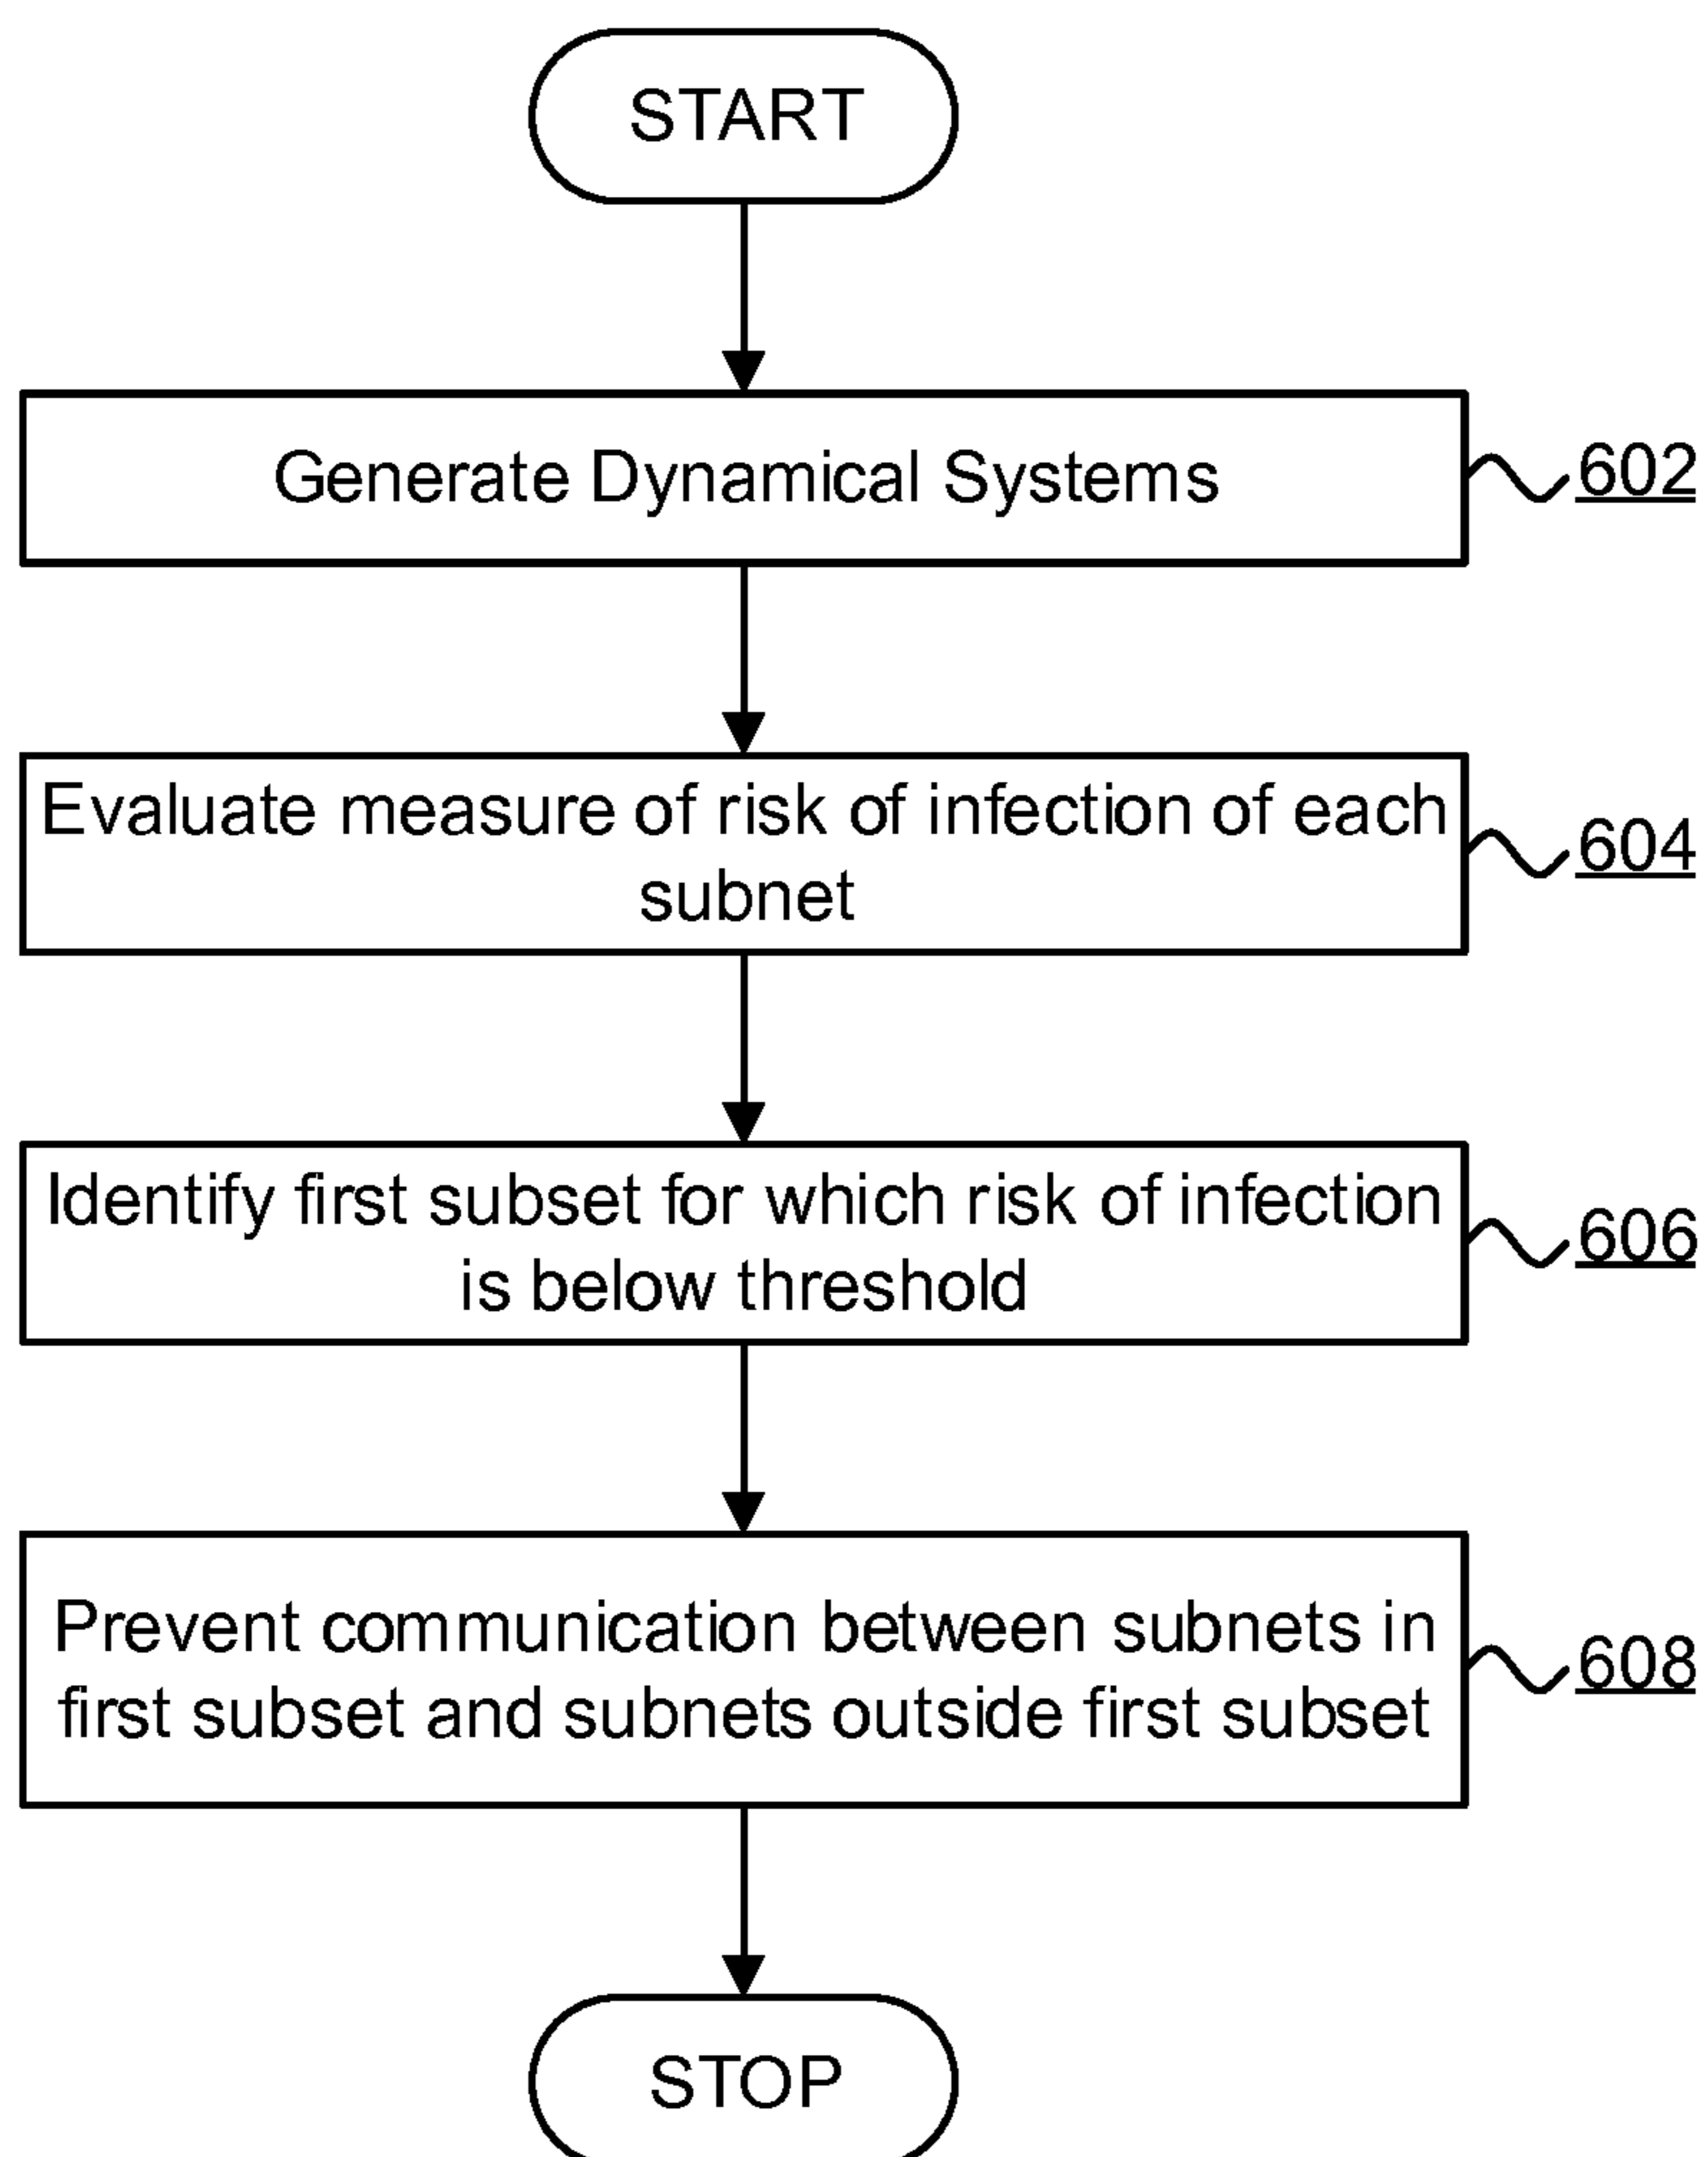 START
Generate Dynamical Systems
602
Evaluate measure of risk of infection of each
subnet
604
Identify first subset for which risk of infection
is below threshold
606
Prevent communication between subnets in
first subset and subnets outside first subset
608
STOP